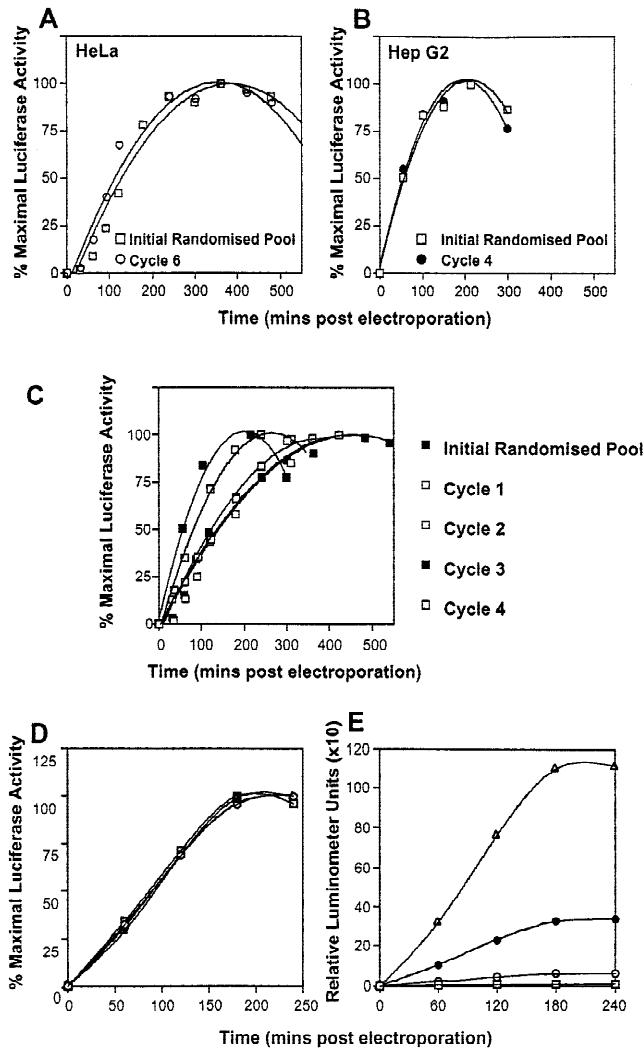 A
B
HeLa
Hep G2
% Maximal Luciferase Activity
100
75
50
25
0
Initial Randomised Pool
Cycle 6
0 100 200 300 400 500
% Maximal Luciferase Activity
100
75
50
25
0
Initial Randomised Pool
Cycle 4
0 100 200 300 400 500
Time (mins post electroporation)
C
% Maximal Luciferase Activity
100
75
50
25
0
0 100 200 300 400 500
Time (mins post electroporation)
Initial Randomised Pool
Cycle 1
Cycle 2
Cycle 3
Cycle 4
D
% Maximal Luciferase Activity
125
100
75
50
25
0
0 50 100 150 200 250
E
Relative Luminometer Units (x10)
120
100
80
60
40
20
0
0 60 120 180 240
Time (mins post electroporation)